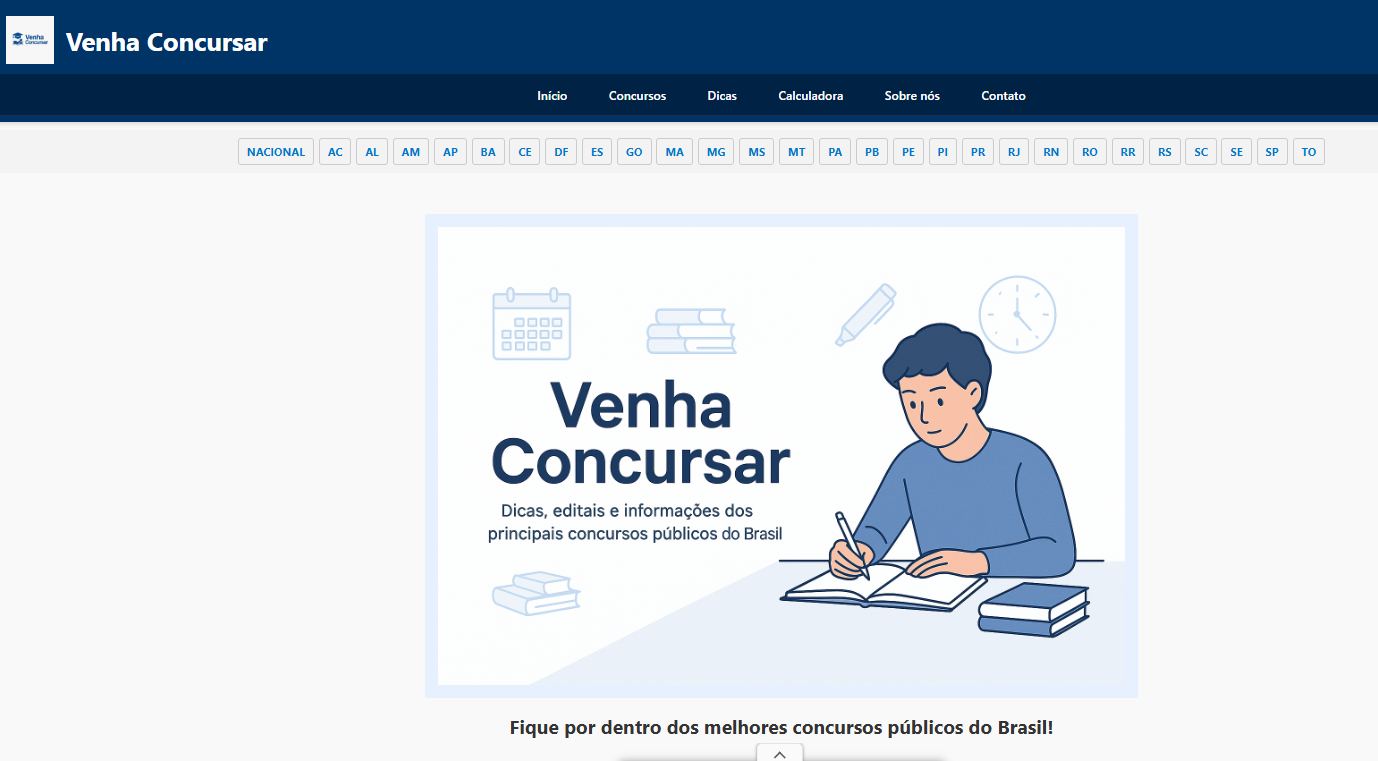 Venha
Concursar
Venha Concursar
Início Concursos Dicas Calculadora Sobre nós Contato
NACIONAL AC AL AM AP BA CE DF ES GO MA MG MS MT PA PB PE PI PR RJ RN RO RR RS SC SE SP TO
Venha
Concursar
Dicas, editais e informações dos
principais concursos públicos do Brasil
Fique por dentro dos melhores concursos públicos do Brasil!